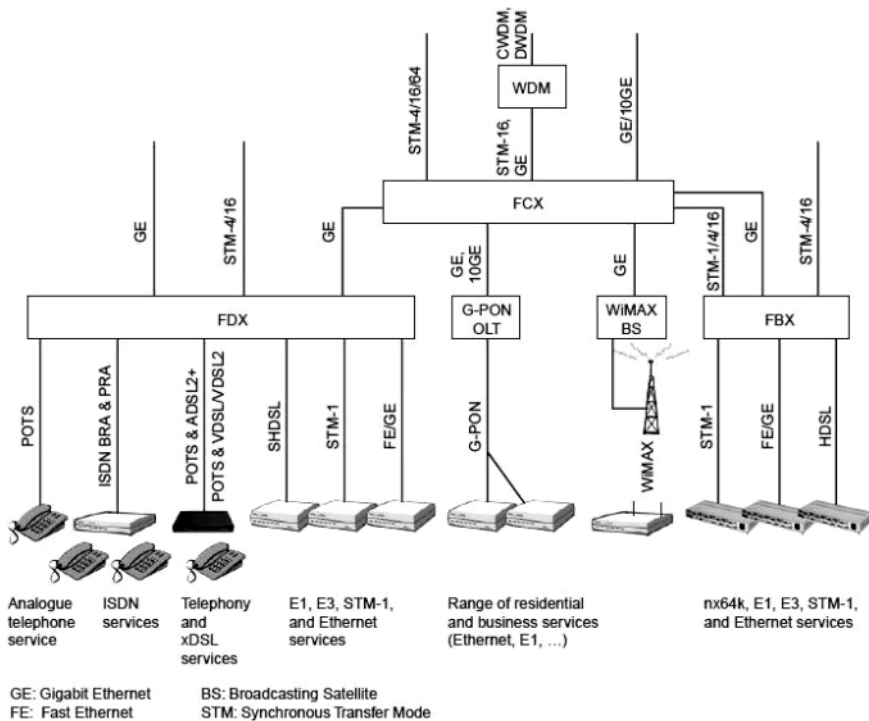 CWDM,
DWDM
WDM
STM-4/16/64
STM-16,
GE
GE/10GE
FCX
GE
STM-4/16
GE
GE,
10GE
GE
STM-1/4/16
GE
STM-4/16
FDX
G-PON
OLT
WiMAX
BS
FBX
POTS
ISDN BRA & PRA
POTS & ADSL2+
POTS & VDSL/VDSL2
SHDSL
STM-1
FE/GE
G-PON
WiMAX
STM-1
FE/GE
HDSL
Analogue
telephone
service
ISDN
services
Telephony
and
xDSL
services
E1, E3, STM-1,
and Ethernet
services
Range of residential
and business services
(Ethernet, E1, ...)
nx64k, E1, E3, STM-1,
and Ethernet services
GE: Gigabit Ethernet
BS: Broadcasting Satellite
FE: Fast Ethernet
STM: Synchronous Transfer Mode